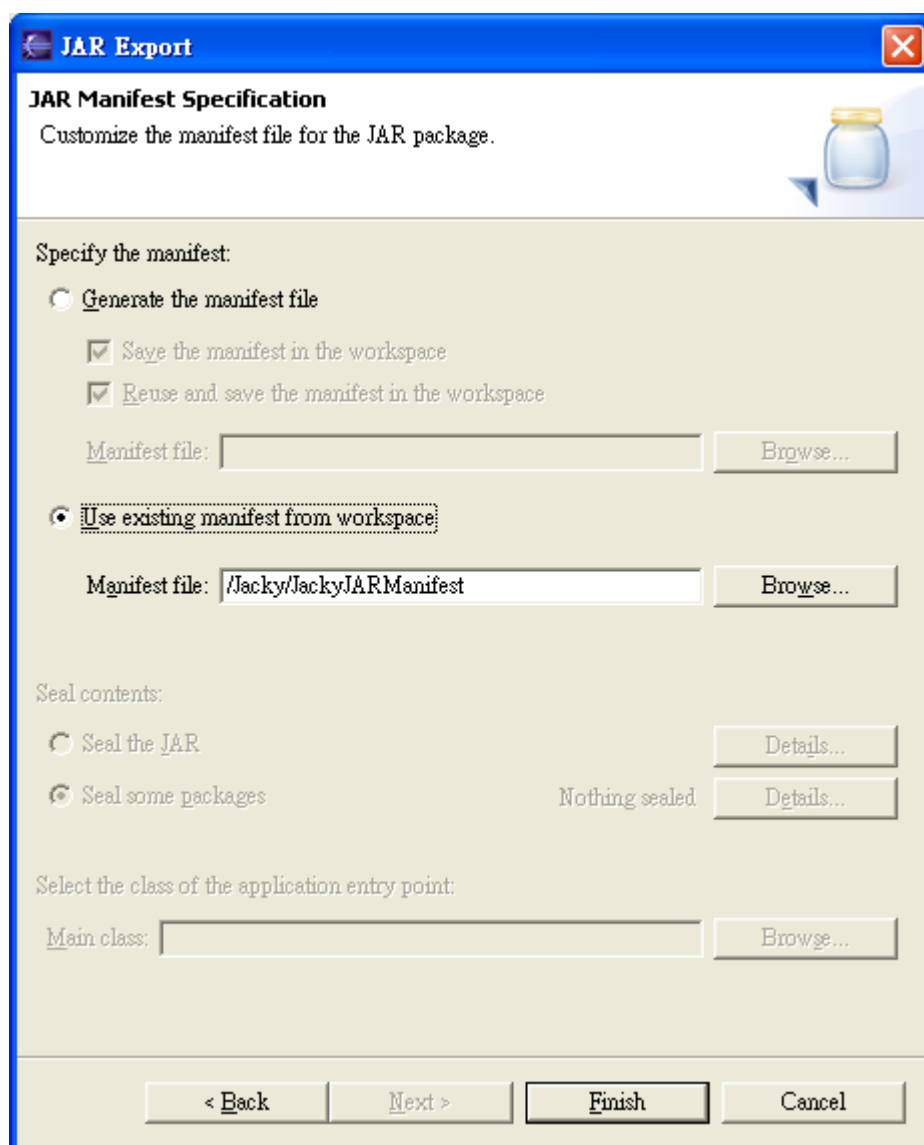 JAR Export
JAR Manifest Specification
Customize the manifest file for the JAR package.
Specify the manifest:
Generate the manifest file
Save the manifest in the workspace
Reuse and save the manifest in the workspace
Manifest file: Browse...
Use existing manifest from workspace
Manifest file: /Jacky/JackyJARManifest Browse...
Seal contents:
Seal the JAR Details...
Seal some packages Nothing sealed Details...
Select the class of the application entry point:
Main class: Browse...
< Back Next > Finish Cancel